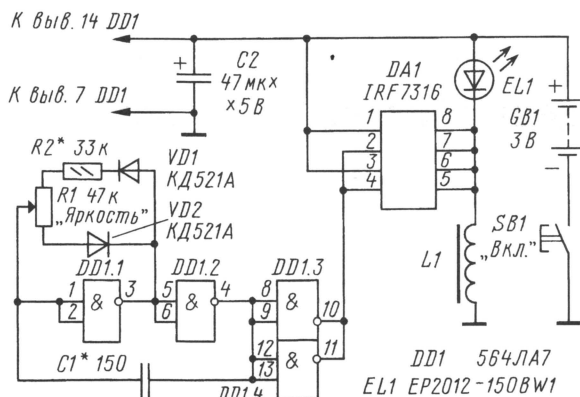 К выв. 14 DD1
C2
47 мк×
×5 В
DA1
IRF7316
EL1
+
GB1
3 В
−
К выв. 7 DD1
1
2
3
4
8
7
6
5
R2* 33 к
VD1
КД521А
R1 47 к
„Яркость"
VD2
КД521А
SB1
„Вкл."
L1
DD1.1
DD1.2
DD1.3
1
2
&
3
5
6
&
4
8
9
&
10
12
13
&
11
C1* 150
DD1.4
DD1 564ЛА7
EL1 EP2012-150BW1